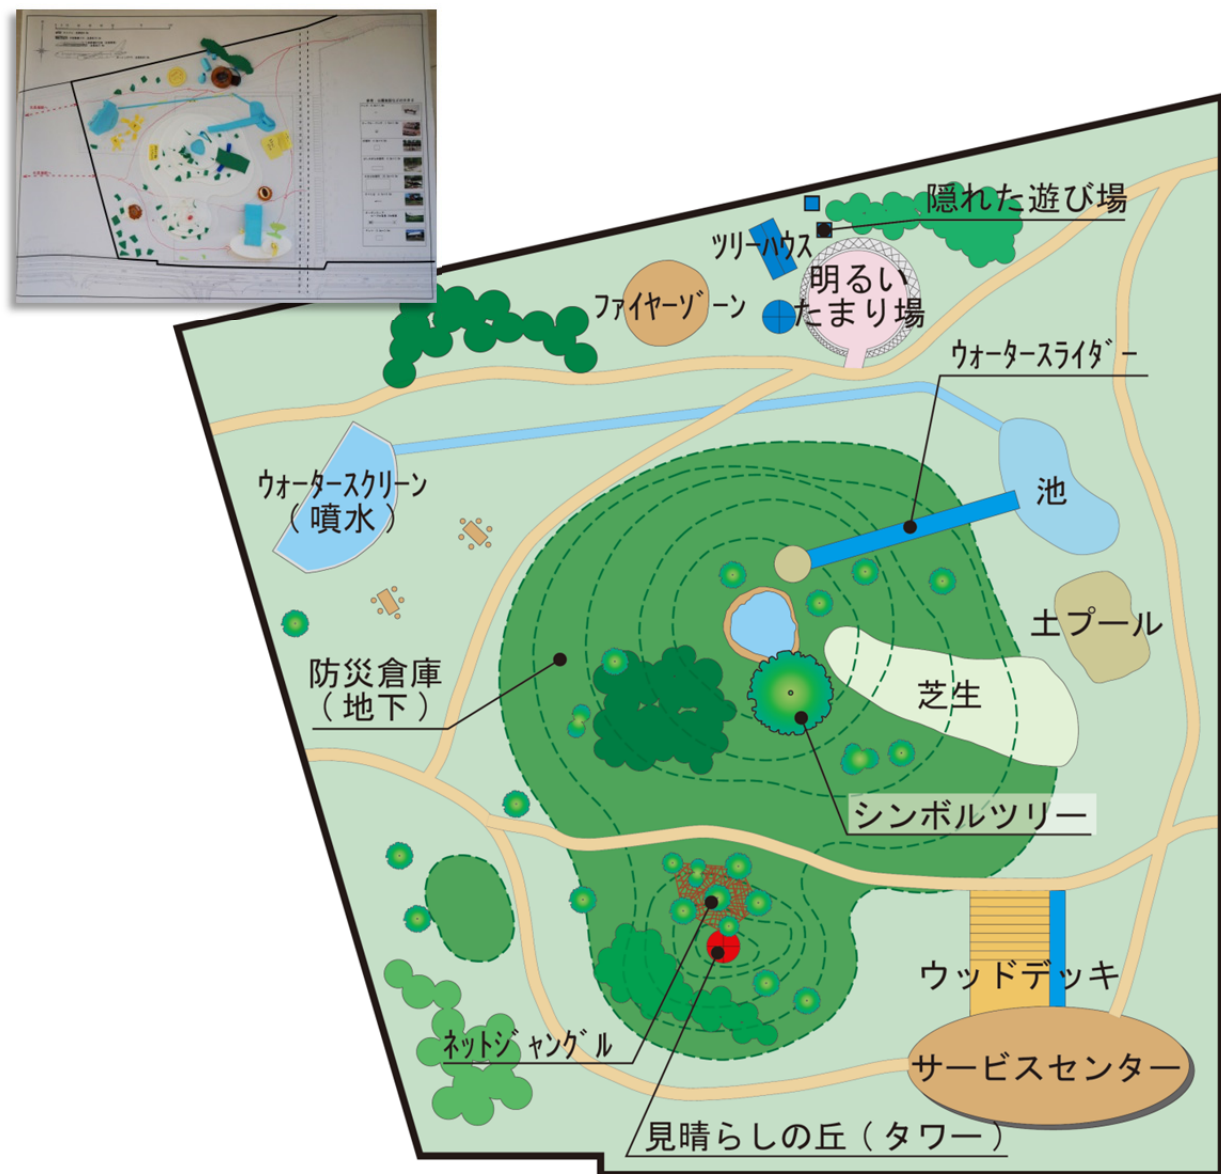 隠れた遊び場
ツリーハウス
明るい
たまり場
ファイヤーゾーン
ウォータースライダー
ウォータースクリーン
(噴水)
池
土プール
防災倉庫
(地下)
芝生
シンボルツリー
ウッドデッキ
ネットジャングル
サービスセンター
見晴らしの丘(タワー)